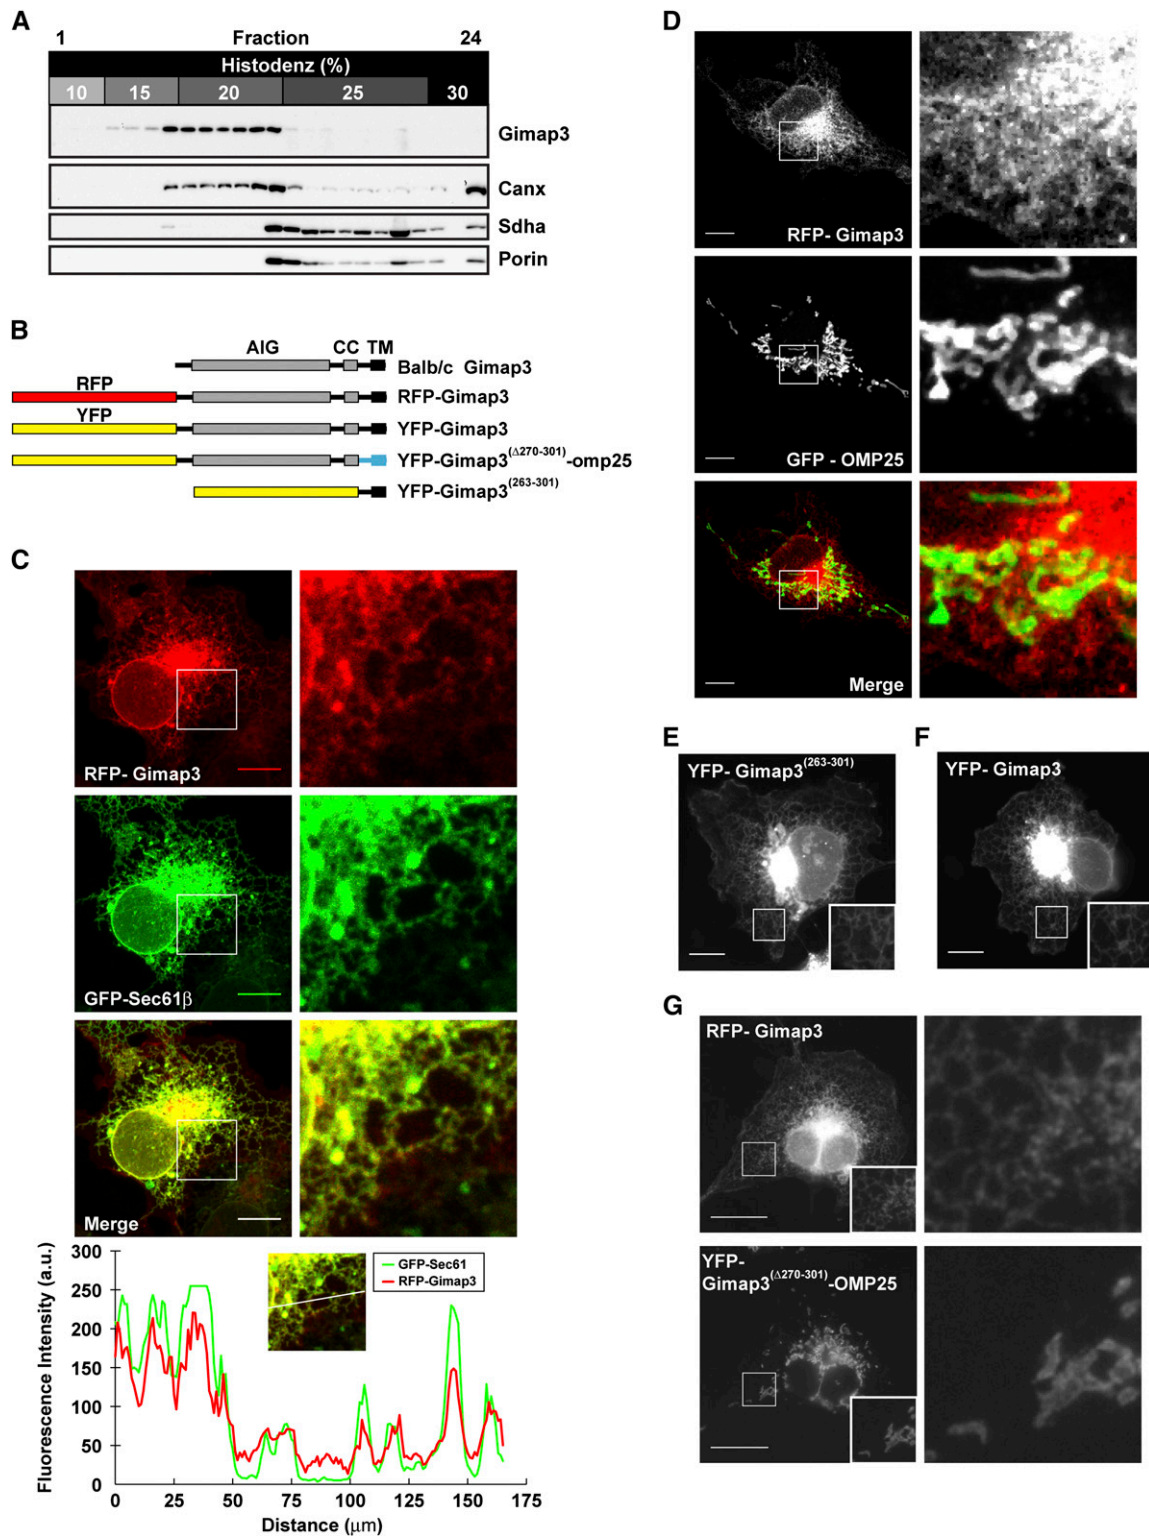 A
1 Fraction 24
Histodenz (%)
10 15 20 25 30
Gimap3
Canx
Sdha
Porin
B
AIG CC TM
Balb/c Gimap3
RFP
RFP-Gimap3
YFP
YFP-Gimap3
YFP-Gimap3(Δ270-301)-omp25
YFP-Gimap3(263-301)
C
RFP- Gimap3
GFP-Sec61β
Merge
GFP-Sec61
RFP-Gimap3
Fluorescence Intensity (a.u.)
300
250
200
150
100
50
0
0 25 50 75 100 125 150 175
Distance (μm)
D
RFP- Gimap3
GFP - OMP25
Merge
E
YFP- Gimap3(263-301)
F
YFP- Gimap3
G
RFP- Gimap3
YFP-
Gimap3(Δ270-301)-OMP25